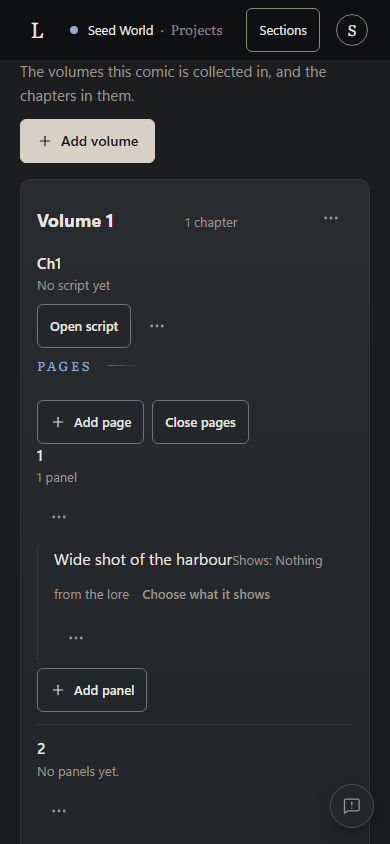 L Seed World · Projects Sections S
The volumes this comic is collected in, and the
chapters in them.
+ Add volume
Volume 1 1 chapter ...
Ch1
No script yet
Open script ...
PAGES
+ Add page Close pages
1
1 panel
...
Wide shot of the harbourShows: Nothing
from the lore Choose what it shows
...
+ Add panel
2
No panels yet.
...